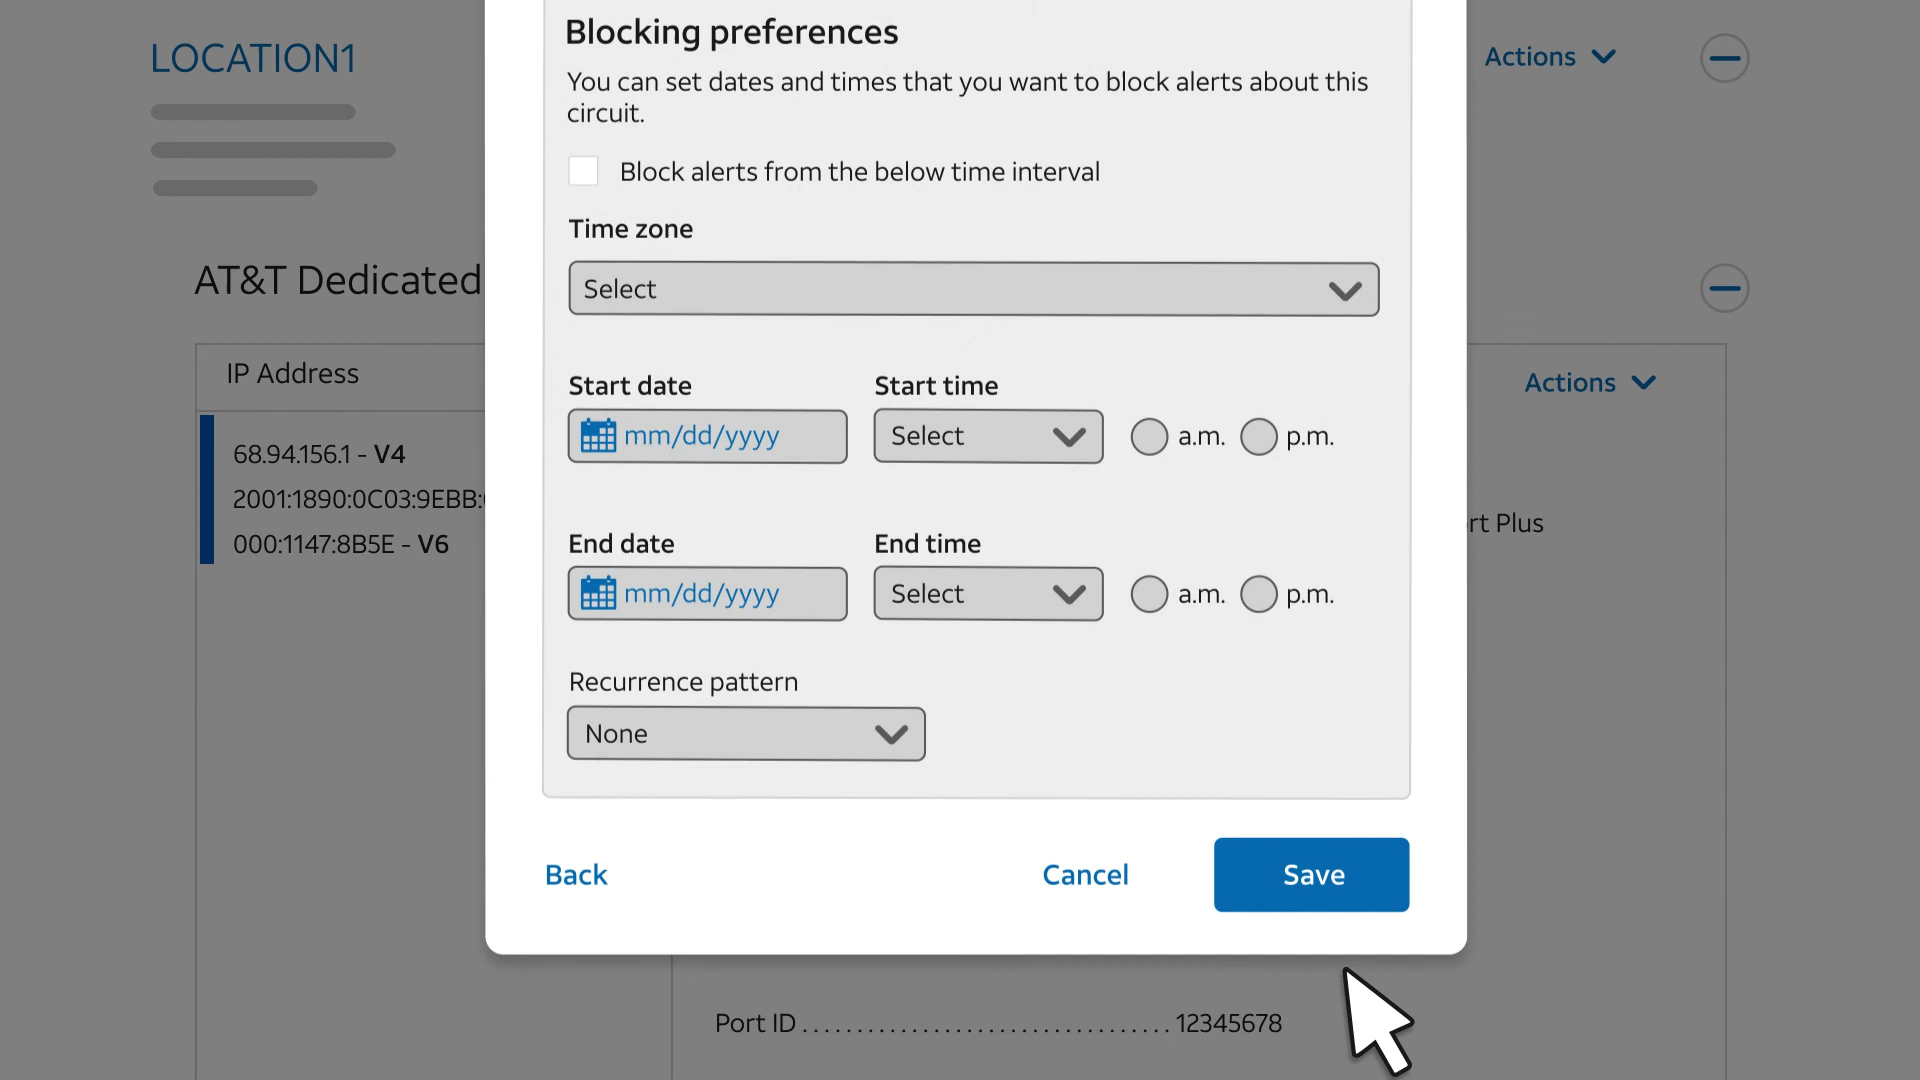 LOCATION1
Actions
AT&T Dedicated
IP Address
68.94.156.1 - V4
2001:1890:0C03:9EBB:
000:1147:8B5E - V6
Blocking preferences
You can set dates and times that you want to block alerts about this
circuit.
Block alerts from the below time interval
Time zone
Select
Start date
Start time
mm/dd/yyyy
Select
a.m.
p.m.
End date
End time
mm/dd/yyyy
Select
a.m.
p.m.
Recurrence pattern
None
Back
Cancel
Save
Actions
rt Plus
Port ID .................................. 12345678